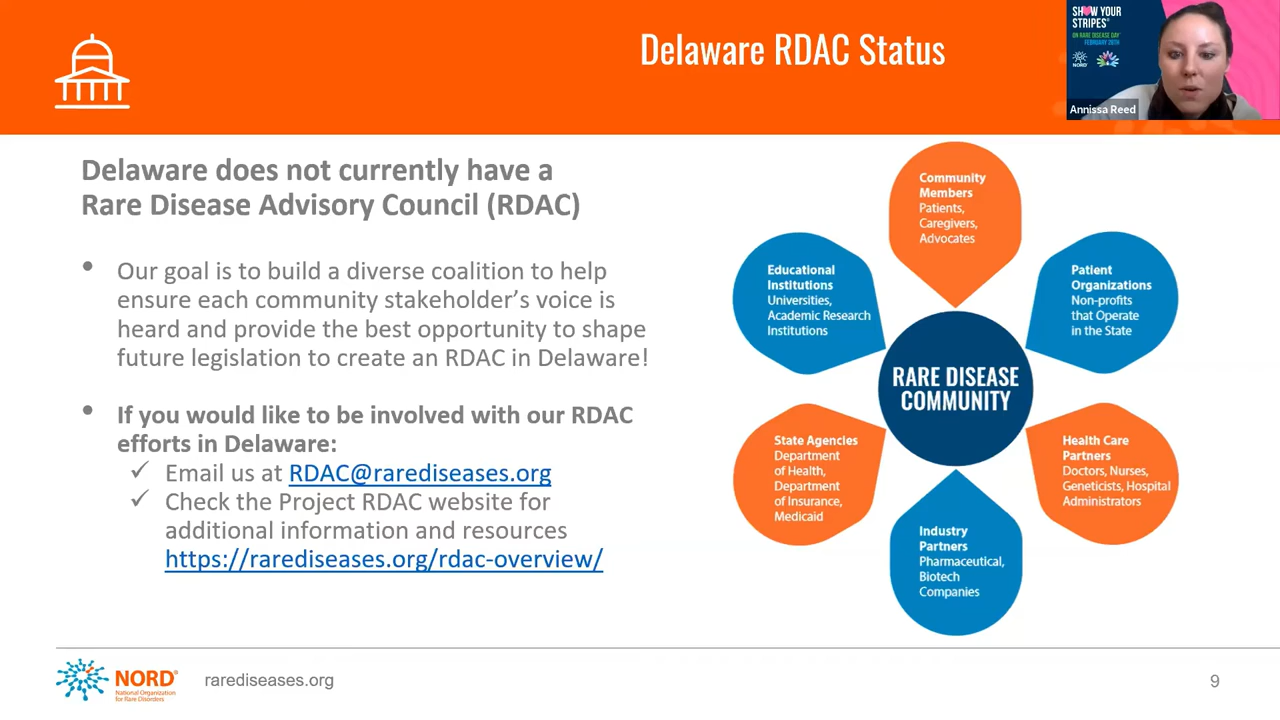 Delaware RDAC Status
SHOW YOUR
STRIPES®
ON RARE DISEASE DAY®
FEBRUARY 28TH
NORD®
Annissa Reed
Delaware does not currently have a
Rare Disease Advisory Council (RDAC)
• Our goal is to build a diverse coalition to help
ensure each community stakeholder’s voice is
heard and provide the best opportunity to shape
future legislation to create an RDAC in Delaware!
• If you would like to be involved with our RDAC
efforts in Delaware:
✓ Email us at RDAC@rarediseases.org
✓ Check the Project RDAC website for
additional information and resources
https://rarediseases.org/rdac-overview/
Community
Members
Patients,
Caregivers,
Advocates
Educational
Institutions
Universities,
Academic Research
Institutions
Patient
Organizations
Non-profits
that Operate
in the State
RARE DISEASE
COMMUNITY
State Agencies
Department
of Health,
Department
of Insurance,
Medicaid
Health Care
Partners
Doctors, Nurses,
Geneticists, Hospital
Administrators
Industry
Partners
Pharmaceutical,
Biotech
Companies
NORD®
National Organization
for Rare Disorders
rarediseases.org
9